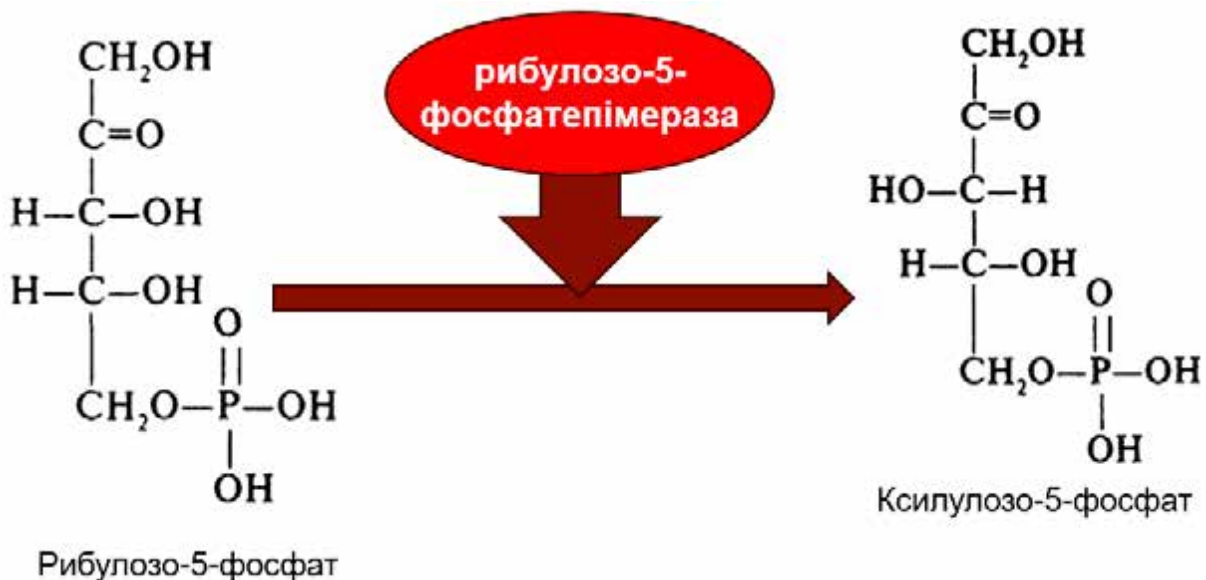 CH₂OH
C=O
H–C–OH
H–C–OH
O
CH₂O–P–OH
OH
Рибулозо-5-фосфат
рибулозо-5-
фосфатепімераза
CH₂OH
C=O
HO–C–H
H–C–OH
O
CH₂O–P–OH
OH
Ксилулозо-5-фосфат